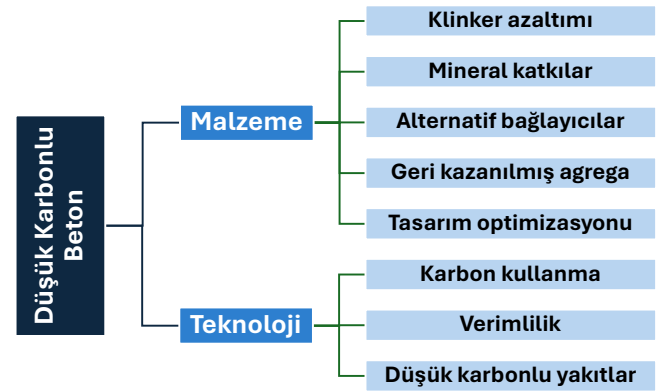 Düşük Karbonlu
Beton
Malzeme
Klinker azaltımı
Mineral katkılar
Alternatif bağlayıcılar
Geri kazanılmış agrega
Tasarım optimizasyonu
Teknoloji
Karbon kullanma
Verimlilik
Düşük karbonlu yakıtlar